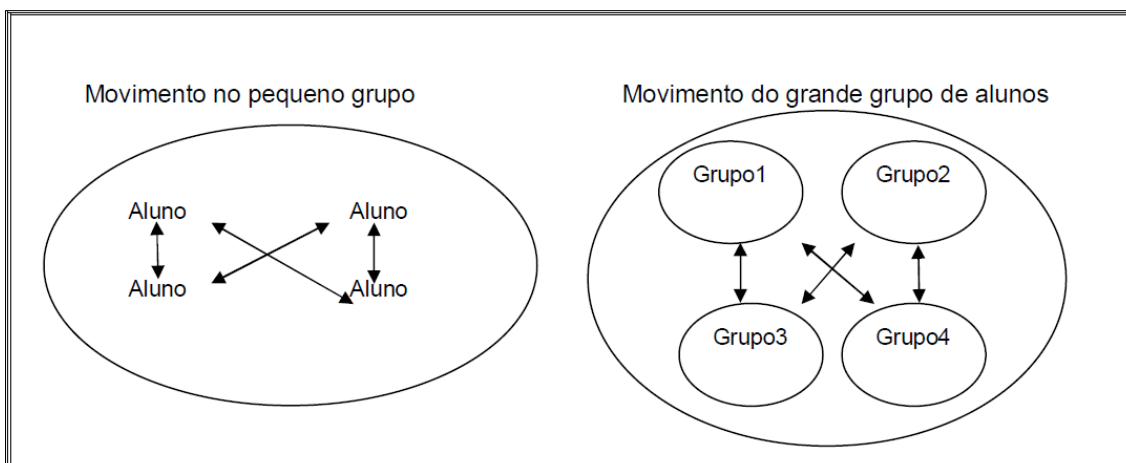 Movimento no pequeno grupo
Aluno Aluno
Aluno Aluno
Movimento do grande grupo de alunos
Grupo1 Grupo2
Grupo3 Grupo4